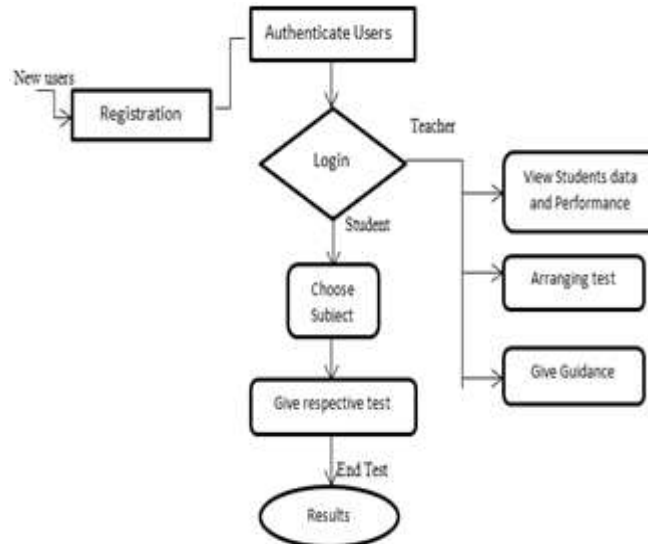 Authenticate Users
New users
Registration
Teacher
Login
View Students data
and Performance
Student
Arranging test
Choose
Subject
Give Guidance
Give respective test
End Test
Results